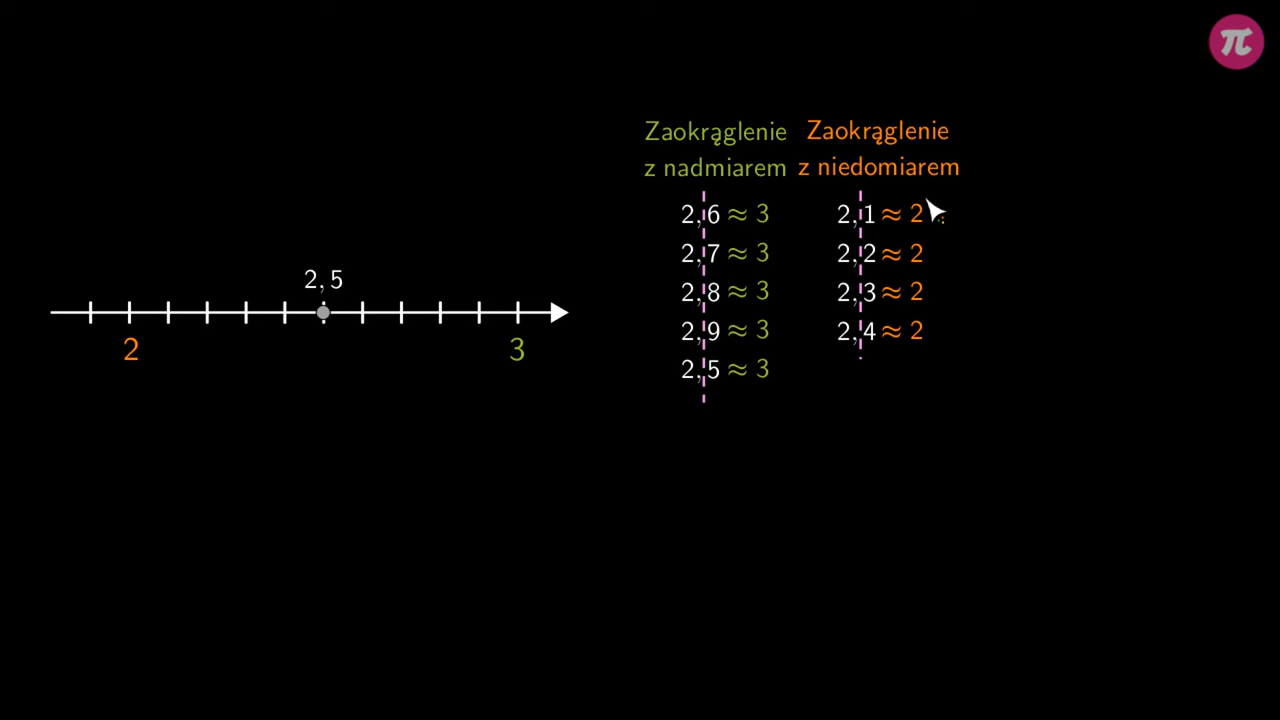 π
2,5
2
3
Zaokrąglenie
z nadmiarem
2,6 ≈ 3
2,7 ≈ 3
2,8 ≈ 3
2,9 ≈ 3
2,5 ≈ 3
Zaokrąglenie
z niedomiarem
2,1 ≈ 2
2,2 ≈ 2
2,3 ≈ 2
2,4 ≈ 2